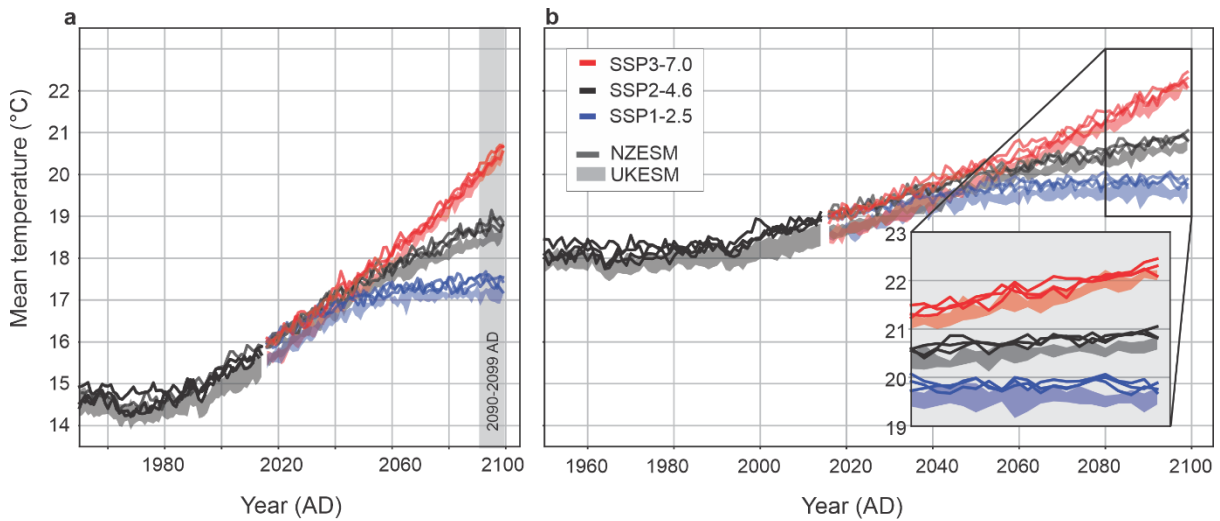 a
b
Mean temperature (°C)
22
21
20
19
18
17
16
15
14
2090-2099 AD
1980
2020
2060
2100
Year (AD)
SSP3-7.0
SSP2-4.6
SSP1-2.5
NZESM
UKESM
23
22
21
20
19
1940
1960
1980
2000
2020
2040
2060
2080
2100
Year (AD)